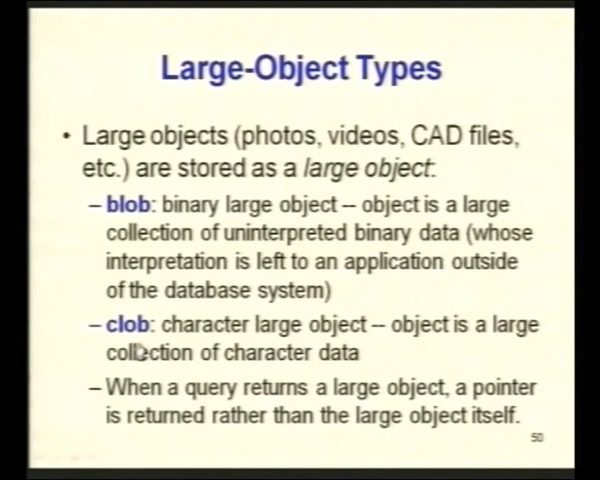 Large-Object Types
• Large objects (photos, videos, CAD files,
etc.) are stored as a large object:
– blob: binary large object -- object is a large
collection of uninterpreted binary data (whose
interpretation is left to an application outside
of the database system)
– clob: character large object -- object is a large
collection of character data
– When a query returns a large object, a pointer
is returned rather than the large object itself.
50